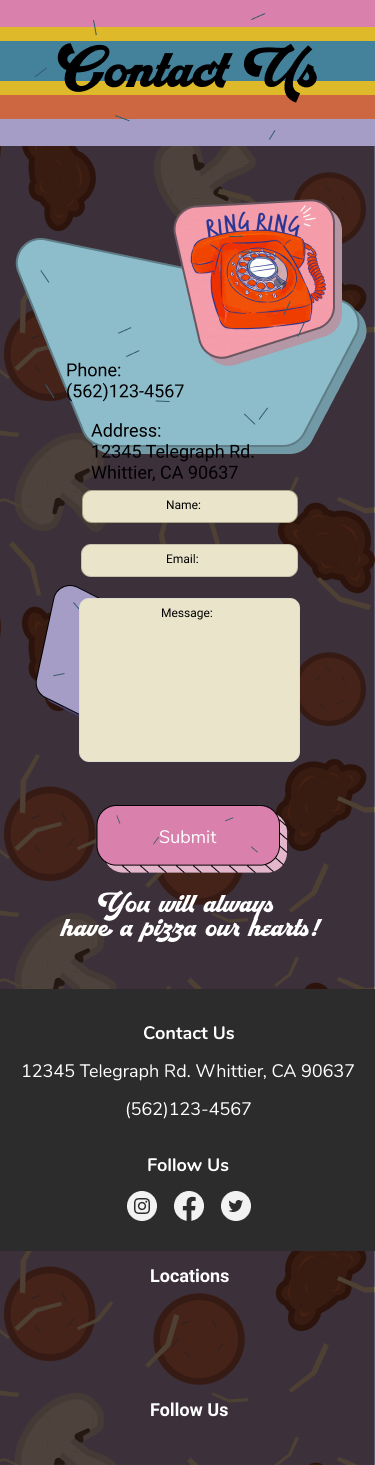 Contact Us
RING RING
Phone:
(562)123-4567
Address:
12345 Telegraph Rd.
Whittier, CA 90637
Name:
Email:
Message:
Submit
You will always
have a pizza our hearts!
Contact Us
12345 Telegraph Rd. Whittier, CA 90637
(562)123-4567
Follow Us
Locations
Follow Us